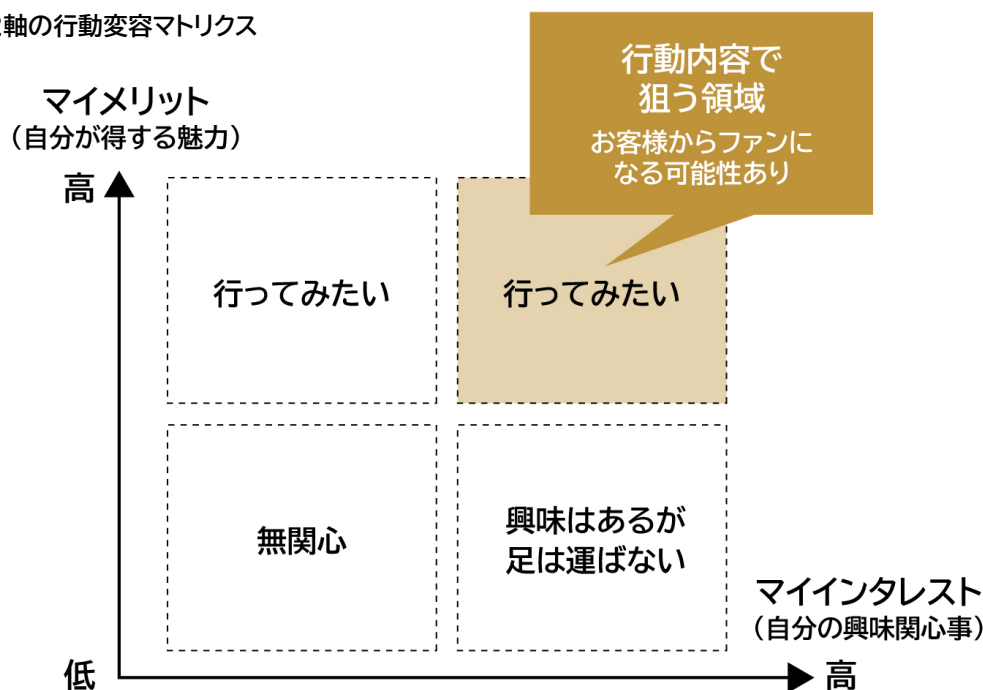 軸の行動変容マトリクス
行動内容で
狙う領域
お客様からファンに
なる可能性あり
マイメリット
（自分が得する魅力）
高
行ってみたい
行ってみたい
無関心
興味はあるが
足は運ばない
マイインタレスト
（自分の興味関心事）
低
高